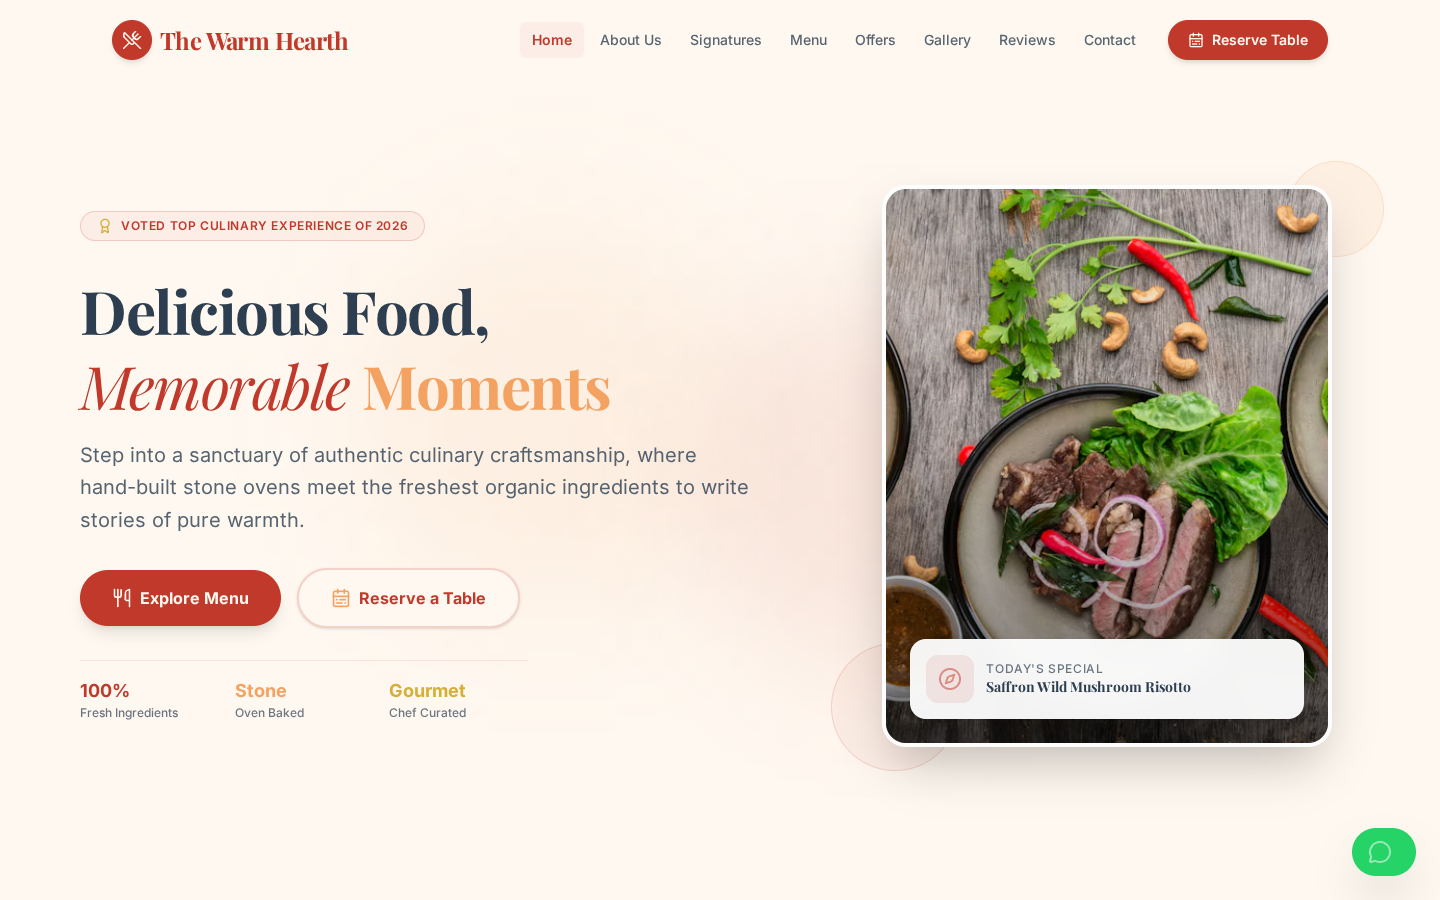 The Warm Hearth
Home
About Us
Signatures
Menu
Offers
Gallery
Reviews
Contact
Reserve Table
VOTED TOP CULINARY EXPERIENCE OF 2026
Delicious Food,
Memorable Moments
Step into a sanctuary of authentic culinary craftsmanship, where
hand-built stone ovens meet the freshest organic ingredients to write
stories of pure warmth.
Explore Menu
Reserve a Table
100%
Fresh Ingredients
Stone
Oven Baked
Gourmet
Chef Curated
TODAY'S SPECIAL
Saffron Wild Mushroom Risotto